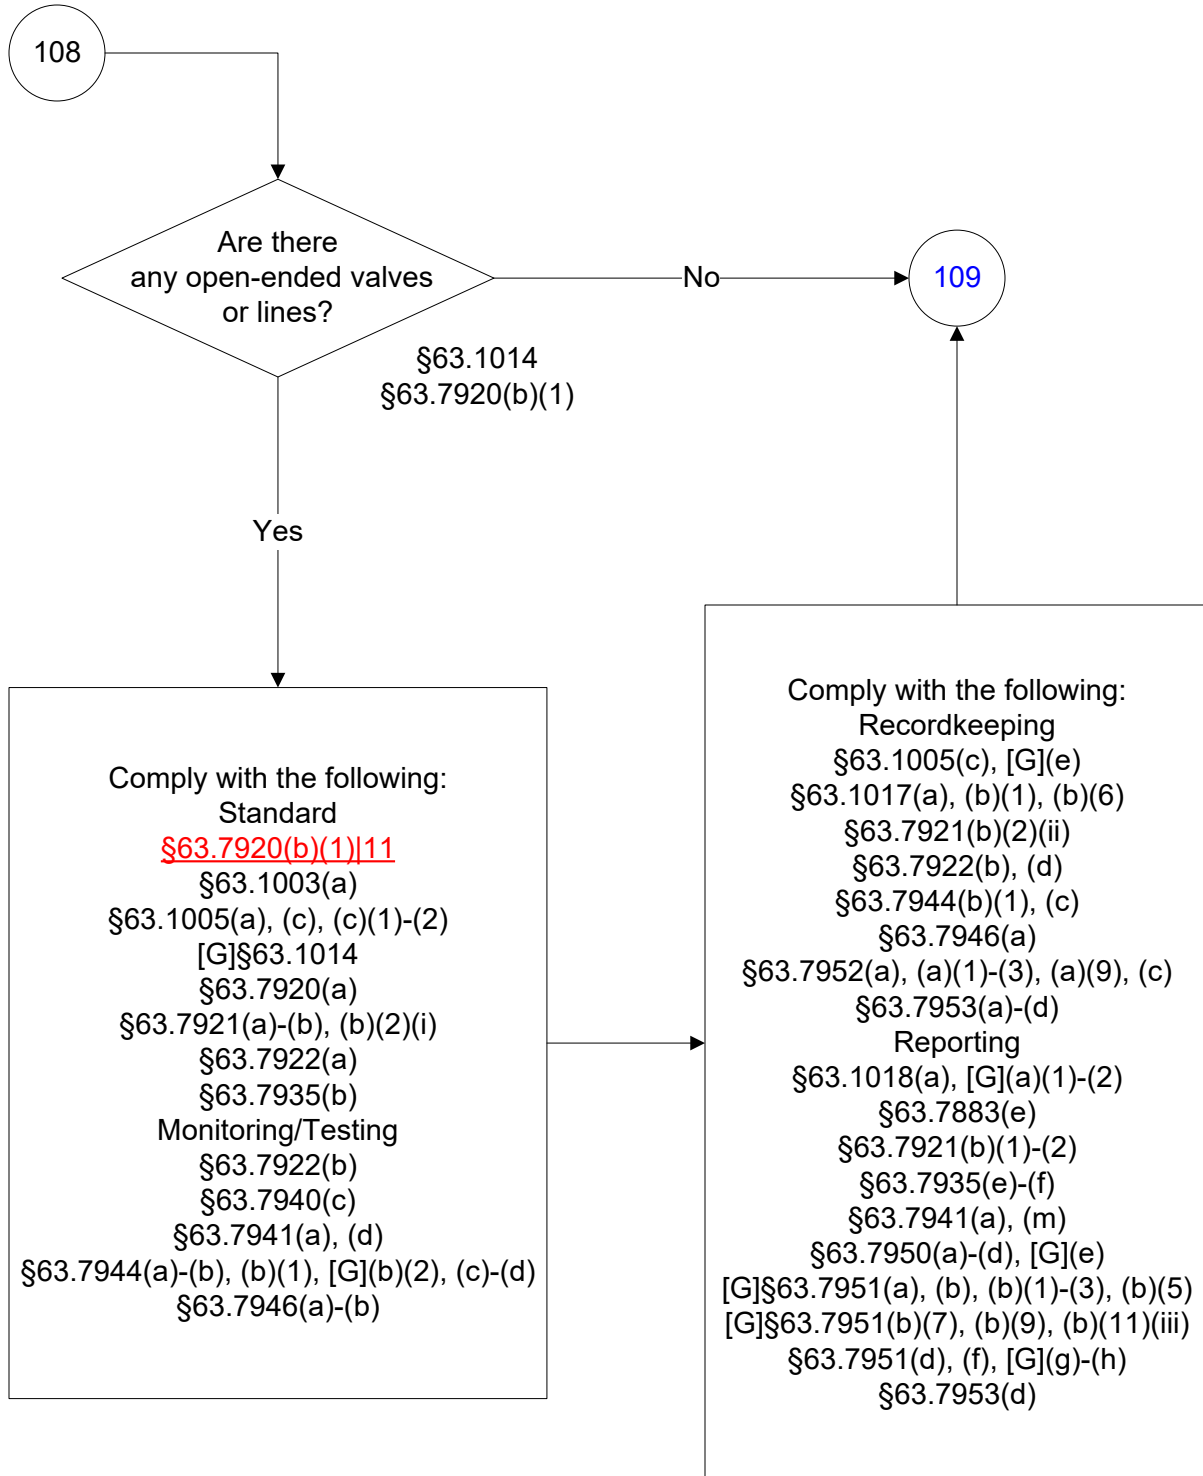 108
Are there
any open-ended valves
or lines?
No
109
§63.1014
§63.7920(b)(1)
Yes
Comply with the following:
Standard
§63.7920(b)(1)|11
§63.1003(a)
§63.1005(a), (c), (c)(1)-(2)
[G]§63.1014
§63.7920(a)
§63.7921(a)-(b), (b)(2)(i)
§63.7922(a)
§63.7935(b)
Monitoring/Testing
§63.7922(b)
§63.7940(c)
§63.7941(a), (d)
§63.7944(a)-(b), (b)(1), [G](b)(2), (c)-(d)
§63.7946(a)-(b)
Comply with the following:
Recordkeeping
§63.1005(c), [G](e)
§63.1017(a), (b)(1), (b)(6)
§63.7921(b)(2)(ii)
§63.7922(b), (d)
§63.7944(b)(1), (c)
§63.7946(a)
§63.7952(a), (a)(1)-(3), (a)(9), (c)
§63.7953(a)-(d)
Reporting
§63.1018(a), [G](a)(1)-(2)
§63.7883(e)
§63.7921(b)(1)-(2)
§63.7935(e)-(f)
§63.7941(a), (m)
§63.7950(a)-(d), [G](e)
[G]§63.7951(a), (b), (b)(1)-(3), (b)(5)
[G]§63.7951(b)(7), (b)(9), (b)(11)(iii)
§63.7951(d), (f), [G](g)-(h)
§63.7953(d)